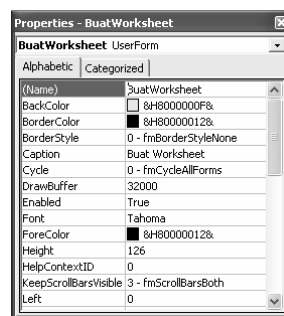 Properties - BuatWorksheet
BuatWorksheet UserForm
Alphabetic Categorized
(Name) BuatWorksheet
BackColor &H8000000F&
BorderColor &H80000012&
BorderStyle 0 - fmBorderStyleNone
Caption Buat Worksheet
Cycle 0 - fmCycleAllForms
DrawBuffer 32000
Enabled True
Font Tahoma
ForeColor &H80000012&
Height 126
HelpContextID 0
KeepScrollBarsVisible 3 - fmScrollBarsBoth
Left 0